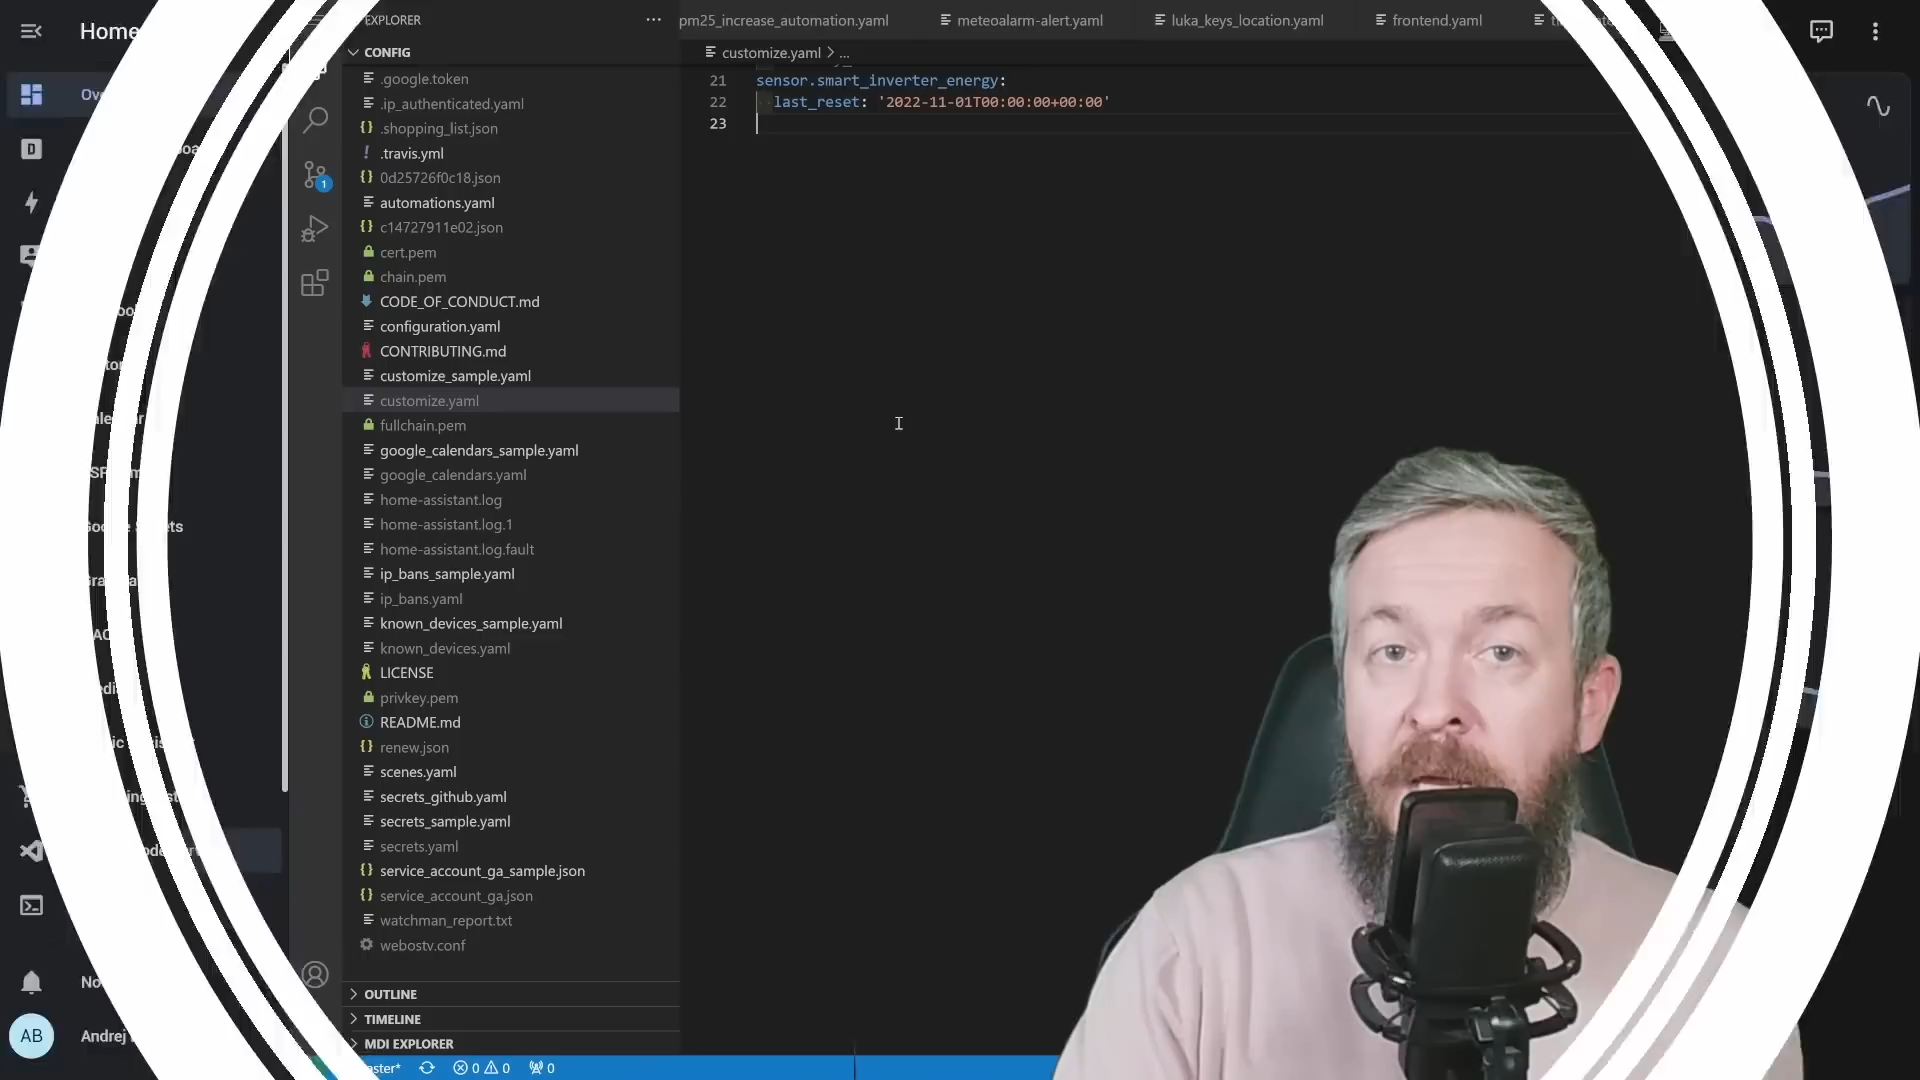 Home
Ov
D
Andrej
AB
No
EXPLORER
CONFIG
.google.token
.ip_authenticated.yaml
.shopping_list.json
.travis.yml
0d25726f0c18.json
automations.yaml
c14727911e02.json
cert.pem
chain.pem
CODE_OF_CONDUCT.md
configuration.yaml
CONTRIBUTING.md
customize_sample.yaml
customize.yaml
fullchain.pem
google_calendars_sample.yaml
google_calendars.yaml
home-assistant.log
home-assistant.log.1
home-assistant.log.fault
ip_bans_sample.yaml
ip_bans.yaml
known_devices_sample.yaml
known_devices.yaml
LICENSE
privkey.pem
README.md
renew.json
scenes.yaml
secrets_github.yaml
secrets_sample.yaml
secrets.yaml
service_account_ga_sample.json
service_account_ga.json
watchman_report.txt
webostv.conf
OUTLINE
TIMELINE
MDI EXPLORER
aster* 0 0 0
1
pm25_increase_automation.yaml meteoalarm-alert.yaml luka_keys_location.yaml frontend.yaml
customize.yaml > ...
21 sensor.smart_inverter_energy:
22 last_reset: '2022-11-01T00:00:00+00:00'
23